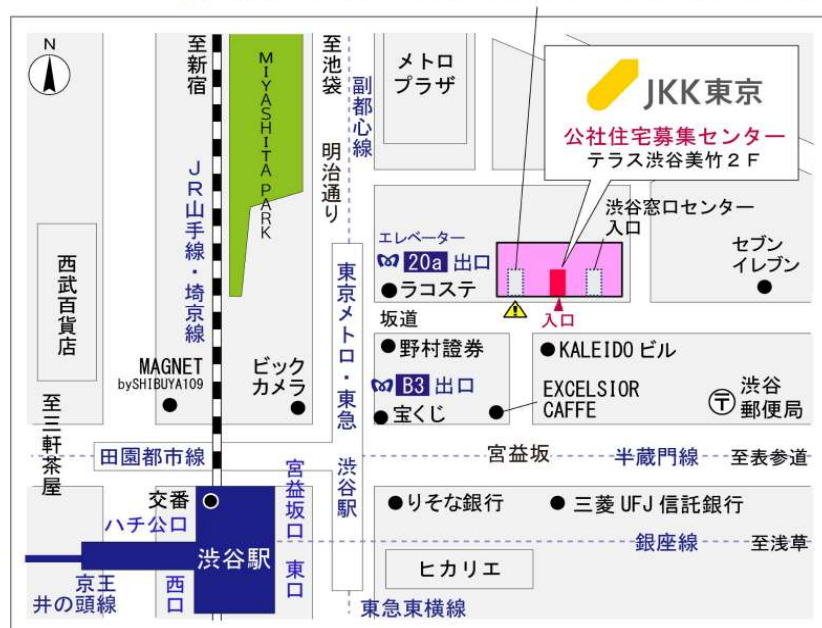 N
至新宿
MIYASHITA PARK
至池袋
副都心線
明治通り
メトロ
プラザ
JKK東京
公社住宅募集センター
テラス渋谷美竹2F
JR山手線・埼京線
渋谷窓口センター
入口
エレベーター
20a 出口
ラコステ
セブン
イレブン
西武百貨店
東京メトロ・東急 渋谷駅
坂道
入口
野村證券
KALEIDO ビル
MAGNET
bySHIBUYA109
ビック
カメラ
B3 出口
宝くじ
EXCELSIOR
CAFFE
〒
渋谷
郵便局
至三軒茶屋
田園都市線
宮益坂
半蔵門線
至表参道
交番
ハチ公口
宮益坂口
りそな銀行
三菱UFJ信託銀行
渋谷駅
銀座線
至浅草
京王
井の頭線
西口
東口
ヒカリエ
東急東横線